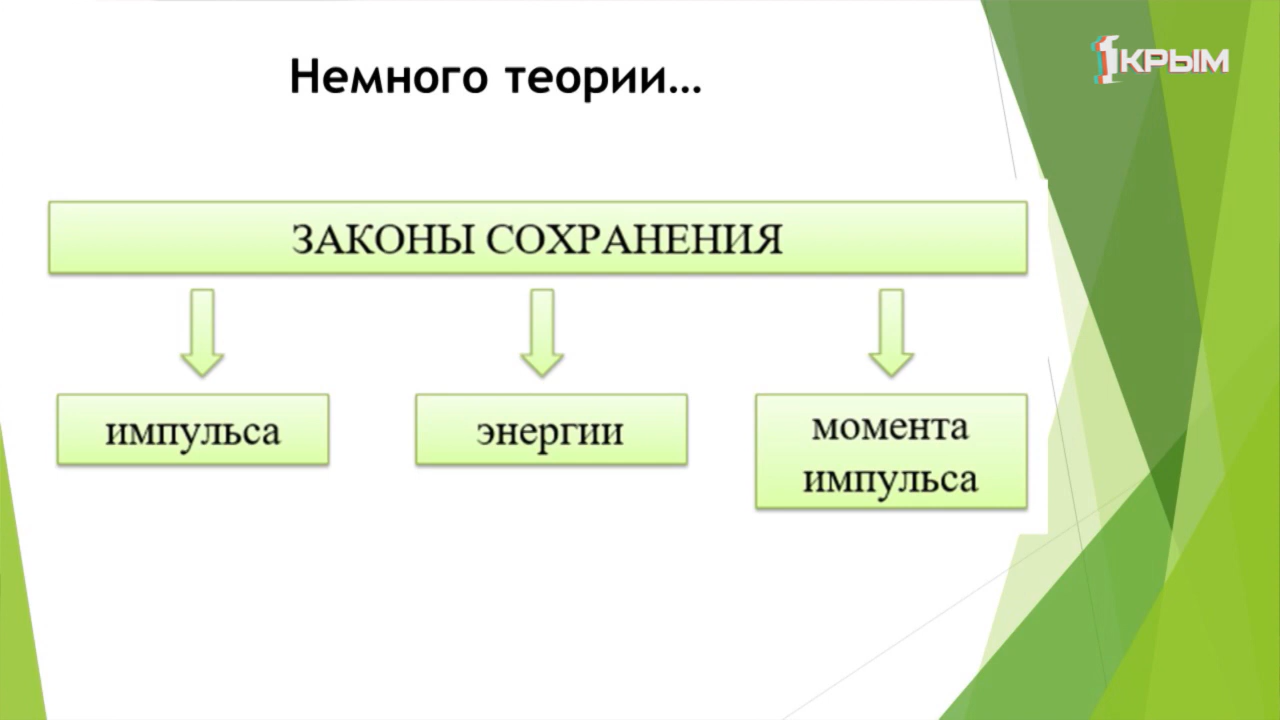 Немного теории…
1КРЫМ
ЗАКОНЫ СОХРАНЕНИЯ
импульса
энергии
момента
импульса